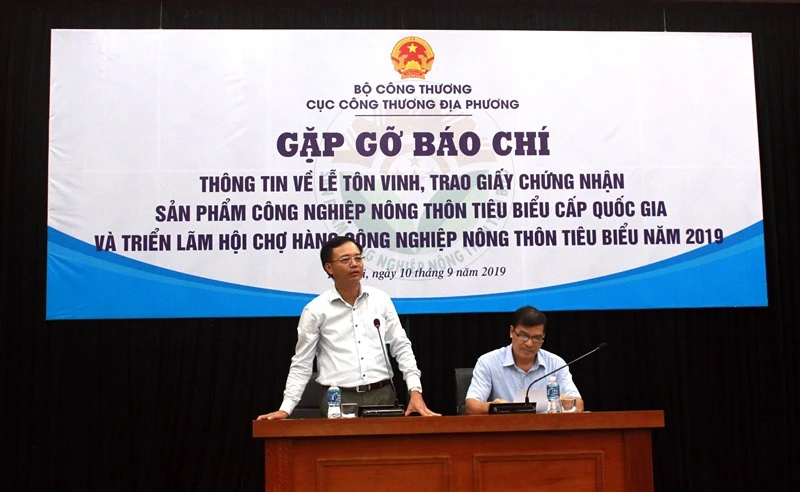 BỘ CÔNG THƯƠNG
CỤC CÔNG THƯƠNG ĐỊA PHƯƠNG
GẶP GỠ BÁO CHÍ
THÔNG TIN VỀ LỄ TÔN VINH, TRAO GIẤY CHỨNG NHẬN
SẢN PHẨM CÔNG NGHIỆP NÔNG THÔN TIÊU BIỂU CẤP QUỐC GIA
VÀ TRIỂN LÃM HỘI CHỢ HÀNG CÔNG NGHIỆP NÔNG THÔN TIÊU BIỂU NĂM 2019
ngày 10 tháng 9 năm 2019